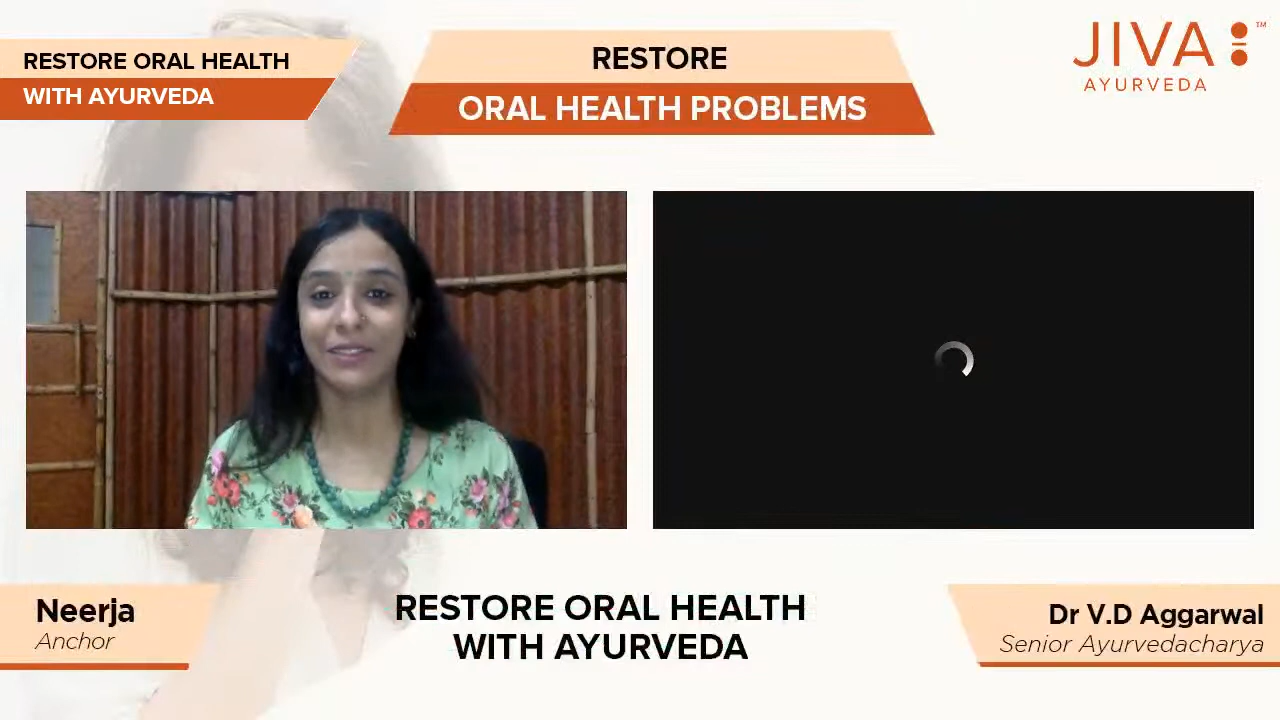 RESTORE ORAL HEALTH
WITH AYURVEDA
RESTORE
ORAL HEALTH PROBLEMS
JIVA ™
AYURVEDA
Neerja
Anchor
RESTORE ORAL HEALTH
WITH AYURVEDA
Dr V.D Aggarwal
Senior Ayurvedacharya